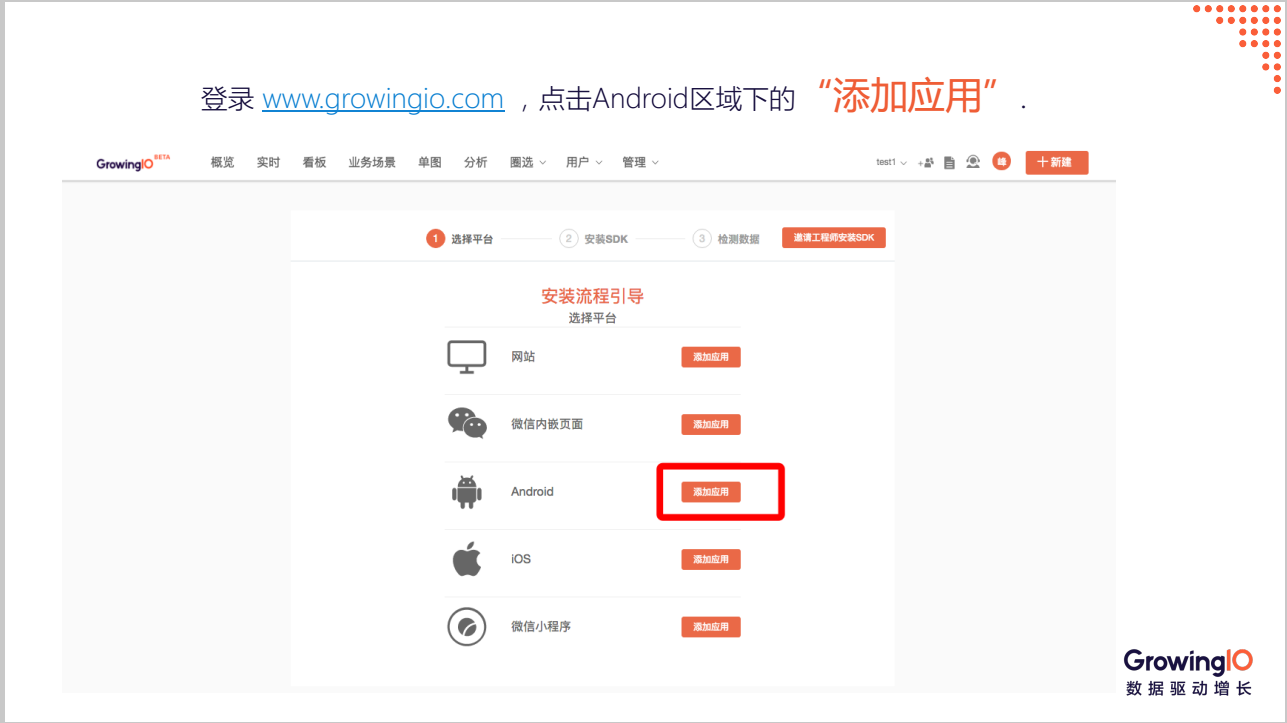 登录 www.growingio.com ，点击Android区域下的 “添加应用” .
GrowingIO BETA 概览 实时 看板 业务场景 单图 分析 圈选 用户 管理 test1 峰 + 新建
1 选择平台 2 安装SDK 3 检测数据 邀请工程师安装SDK
安装流程引导
选择平台
网站 添加应用
微信内嵌页面 添加应用
Android 添加应用
iOS 添加应用
微信小程序 添加应用
GrowingIO
数据驱动增长